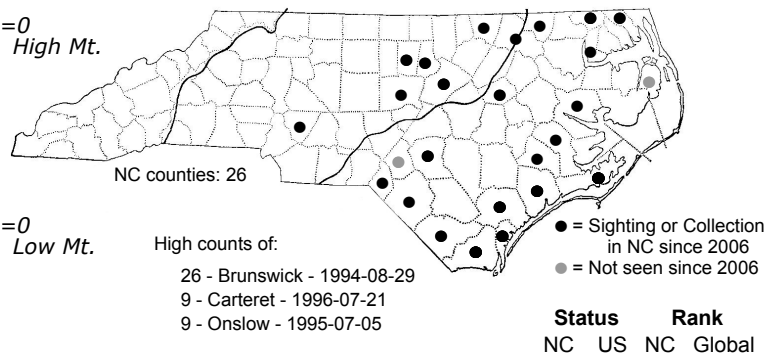 =0
High Mt.
NC counties: 26
=0
Low Mt.
High counts of:
26 - Brunswick - 1994-08-29
9 - Carteret - 1996-07-21
9 - Onslow - 1995-07-05
= Sighting or Collection
in NC since 2006
= Not seen since 2006
Status Rank
NC US NC Global